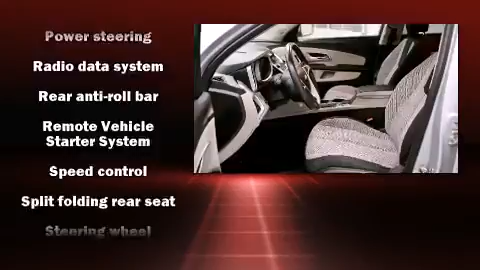 Power steering
Radio data system
Rear anti-roll bar
Remote Vehicle
Starter System
Speed control
Split folding rear seat
Steering wheel